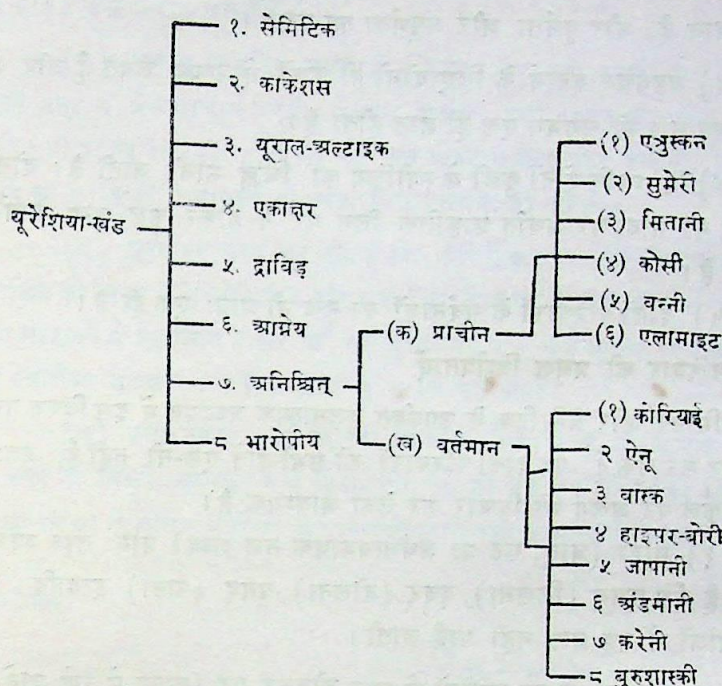 यूरेशिया-खंड
१. सेमिटिक
२. काकेशस
३. यूराल-अल्टाइक
४. एकाक्षर
५. द्राविड़
६. आग्नेय
७. अनिश्चित्
८ भारोपीय
(क) प्राचीन
(१) एत्रुस्कन
(२) सुमेरी
(३) मितानी
(४) कोसी
(५) वन्नी
(६) एलामाइट
(ख) वर्तमान
(१) कोरियाई
२ ऐनू
३ बास्क
४ हाइपर-बोरी
५ जापानी
६ अंडमानी
७ करेनी
८ बुरुशास्की